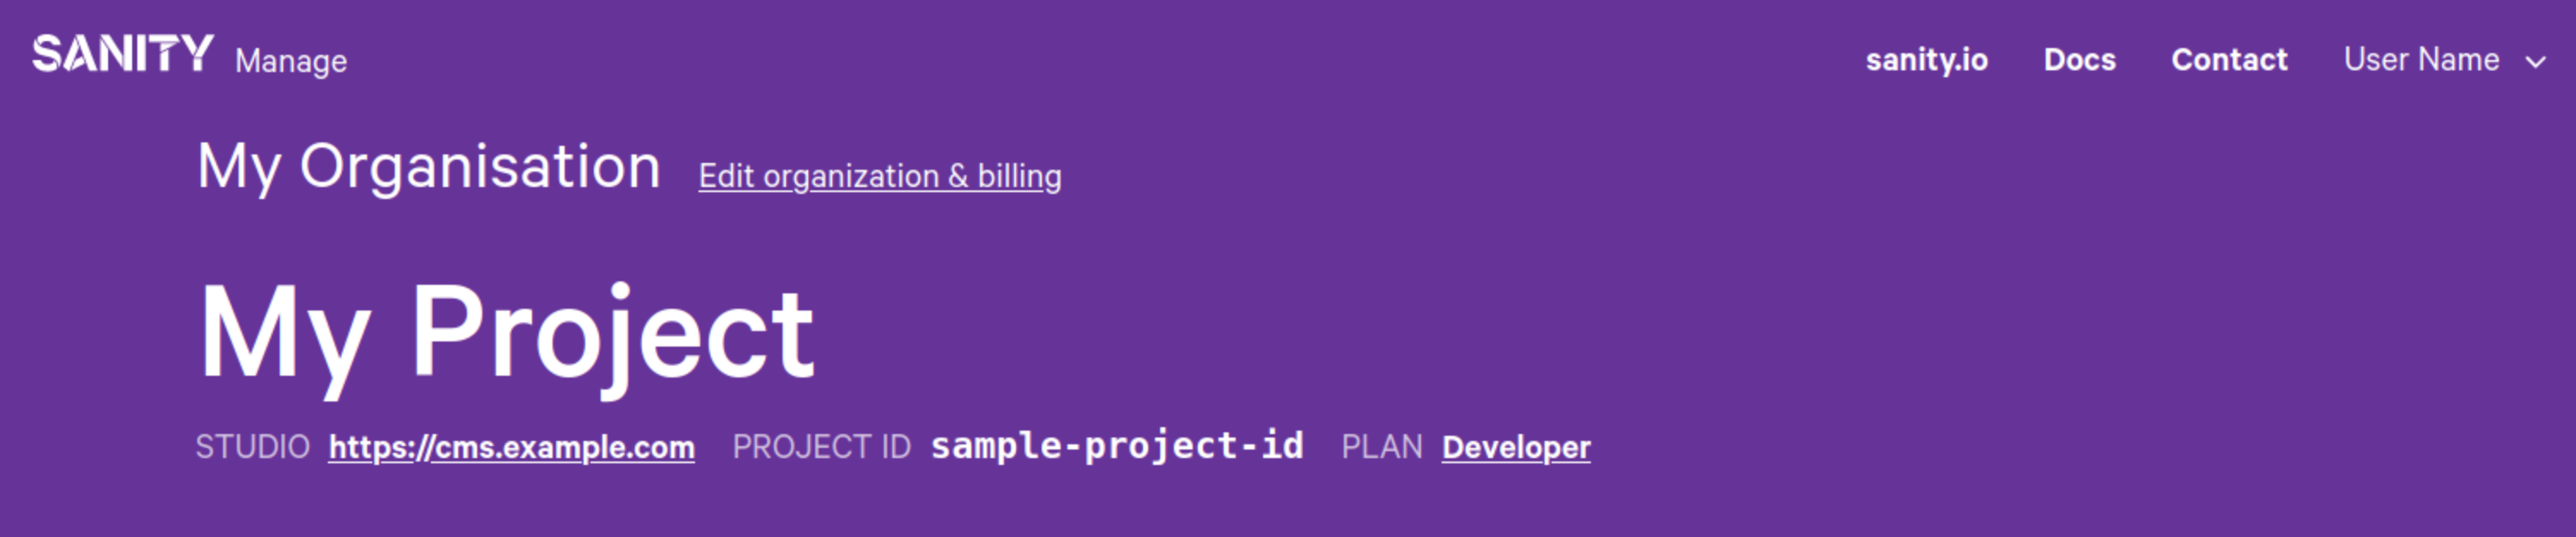 SANITY Manage sanity.io Docs Contact User Name
My Organisation Edit organization & billing
My Project
STUDIO https://cms.example.com PROJECT ID sample-project-id PLAN Developer